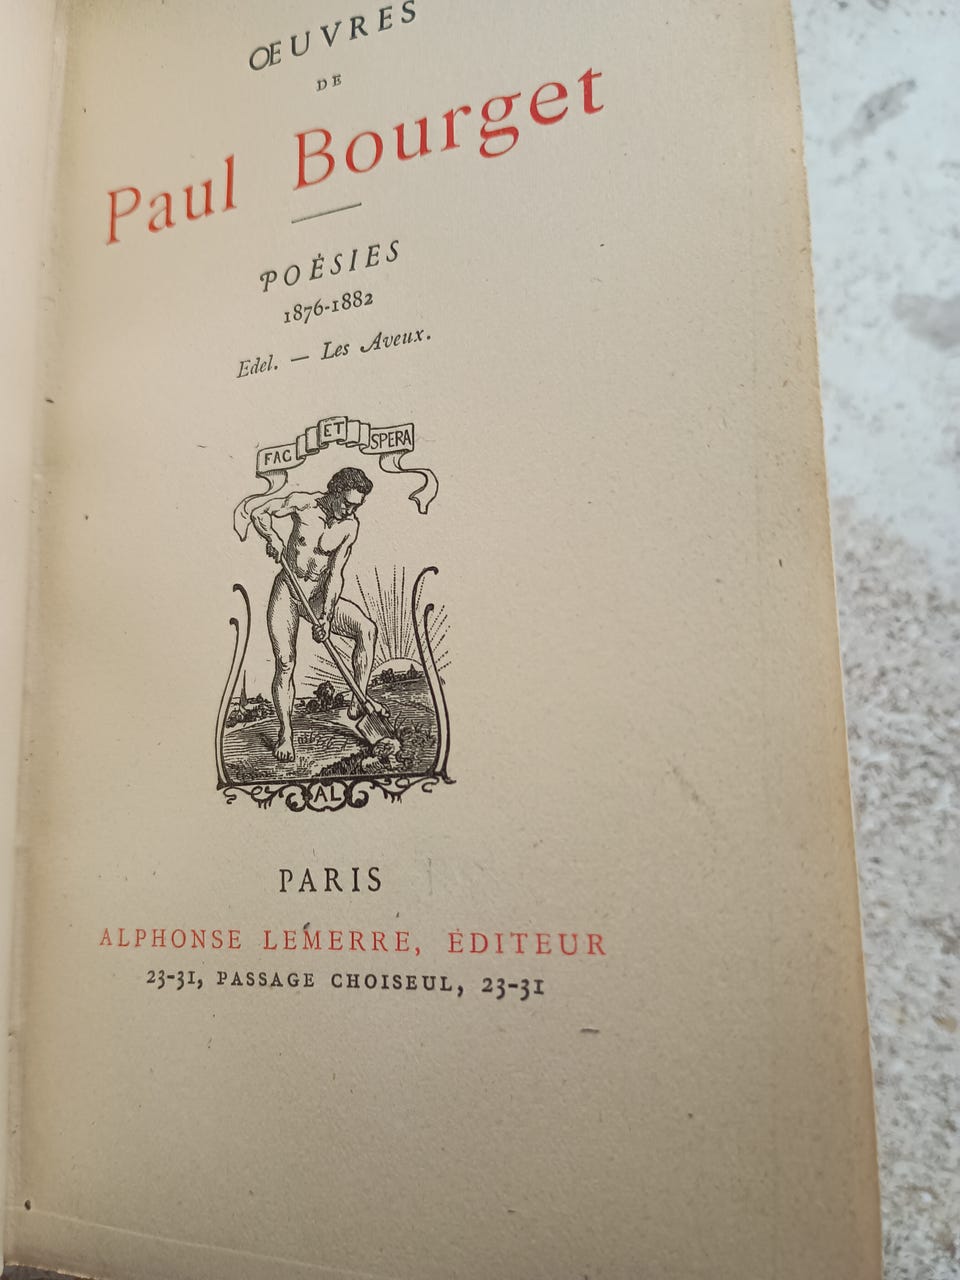 ŒUVRES
DE
Paul Bourget
POÉSIES
1876-1882
Edel. — Les Aveux.
FAC ET SPERA
AL
PARIS
ALPHONSE LEMERRE, ÉDITEUR
23-31, PASSAGE CHOISEUL, 23-31